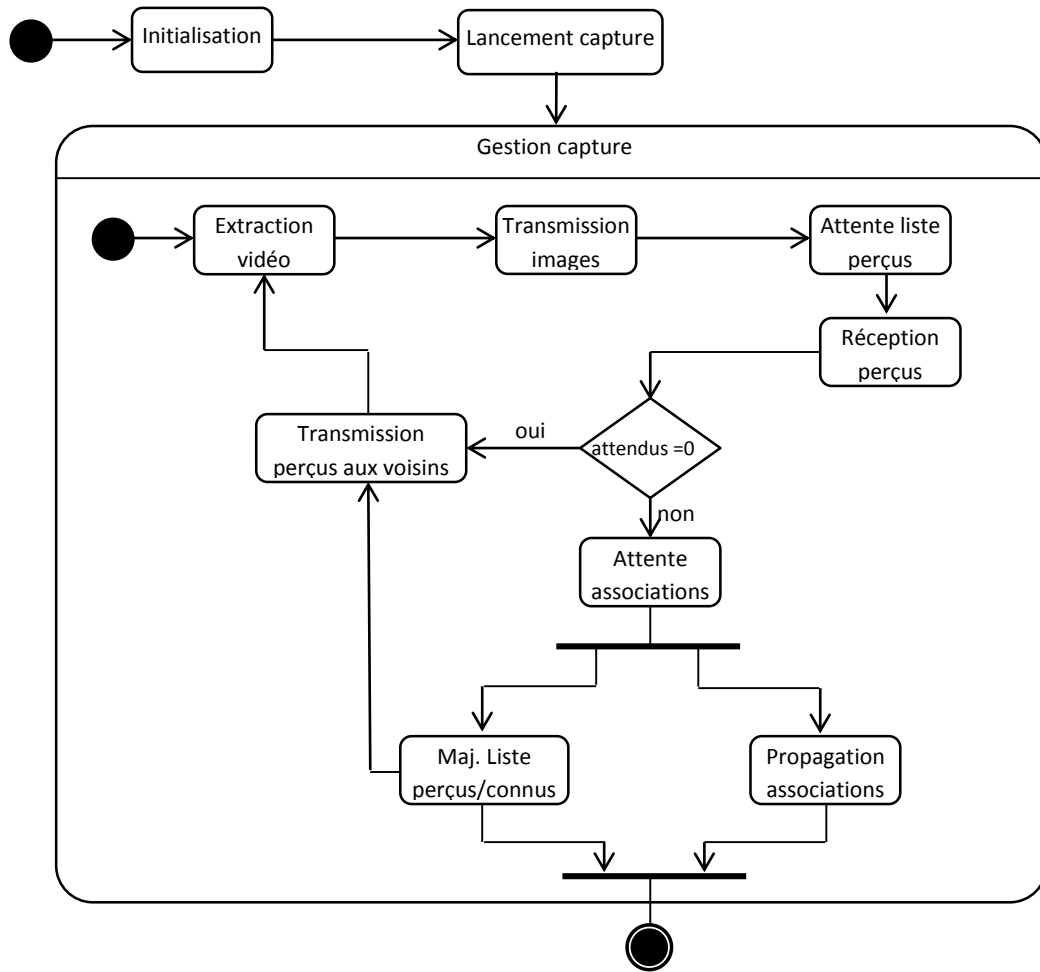 Initialisation
Lancement capture
Gestion capture
Extraction
vidéo
Transmission
images
Attente liste
perçus
Réception
perçus
Transmission
perçus aux voisins
oui
attendus =0
non
Attente
associations
Maj. Liste
perçus/connus
Propagation
associations